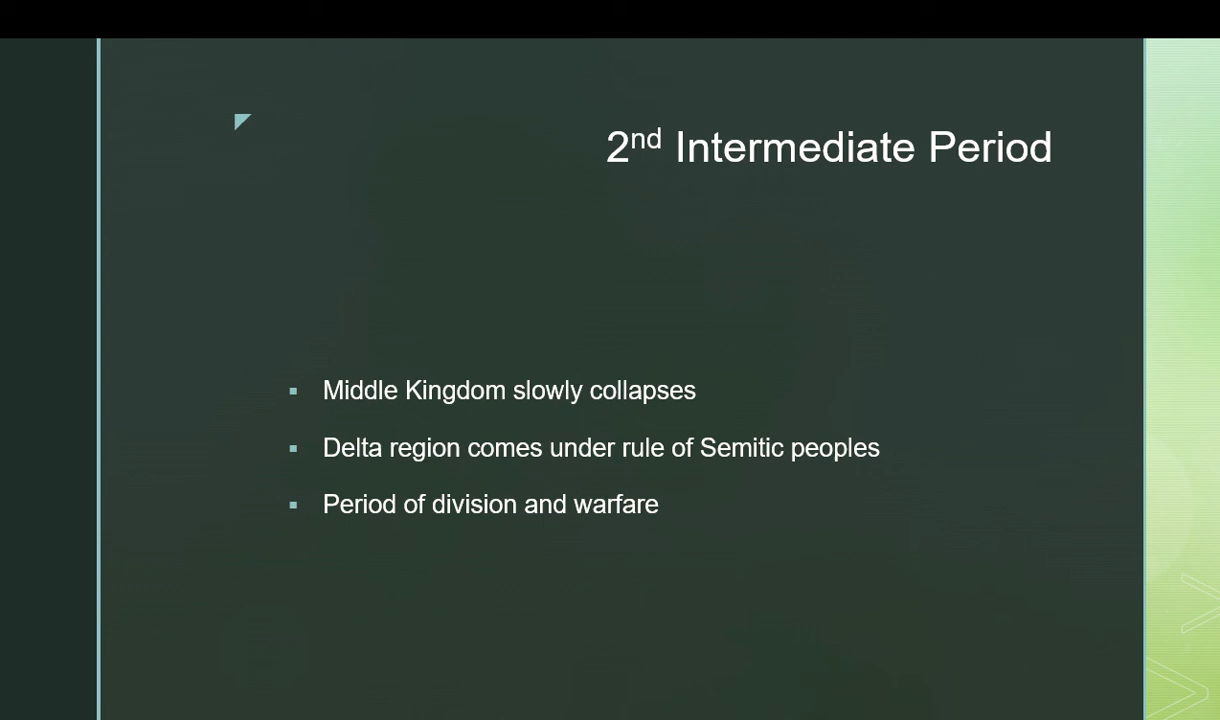 2nd Intermediate Period
Middle Kingdom slowly collapses
Delta region comes under rule of Semitic peoples
Period of division and warfare